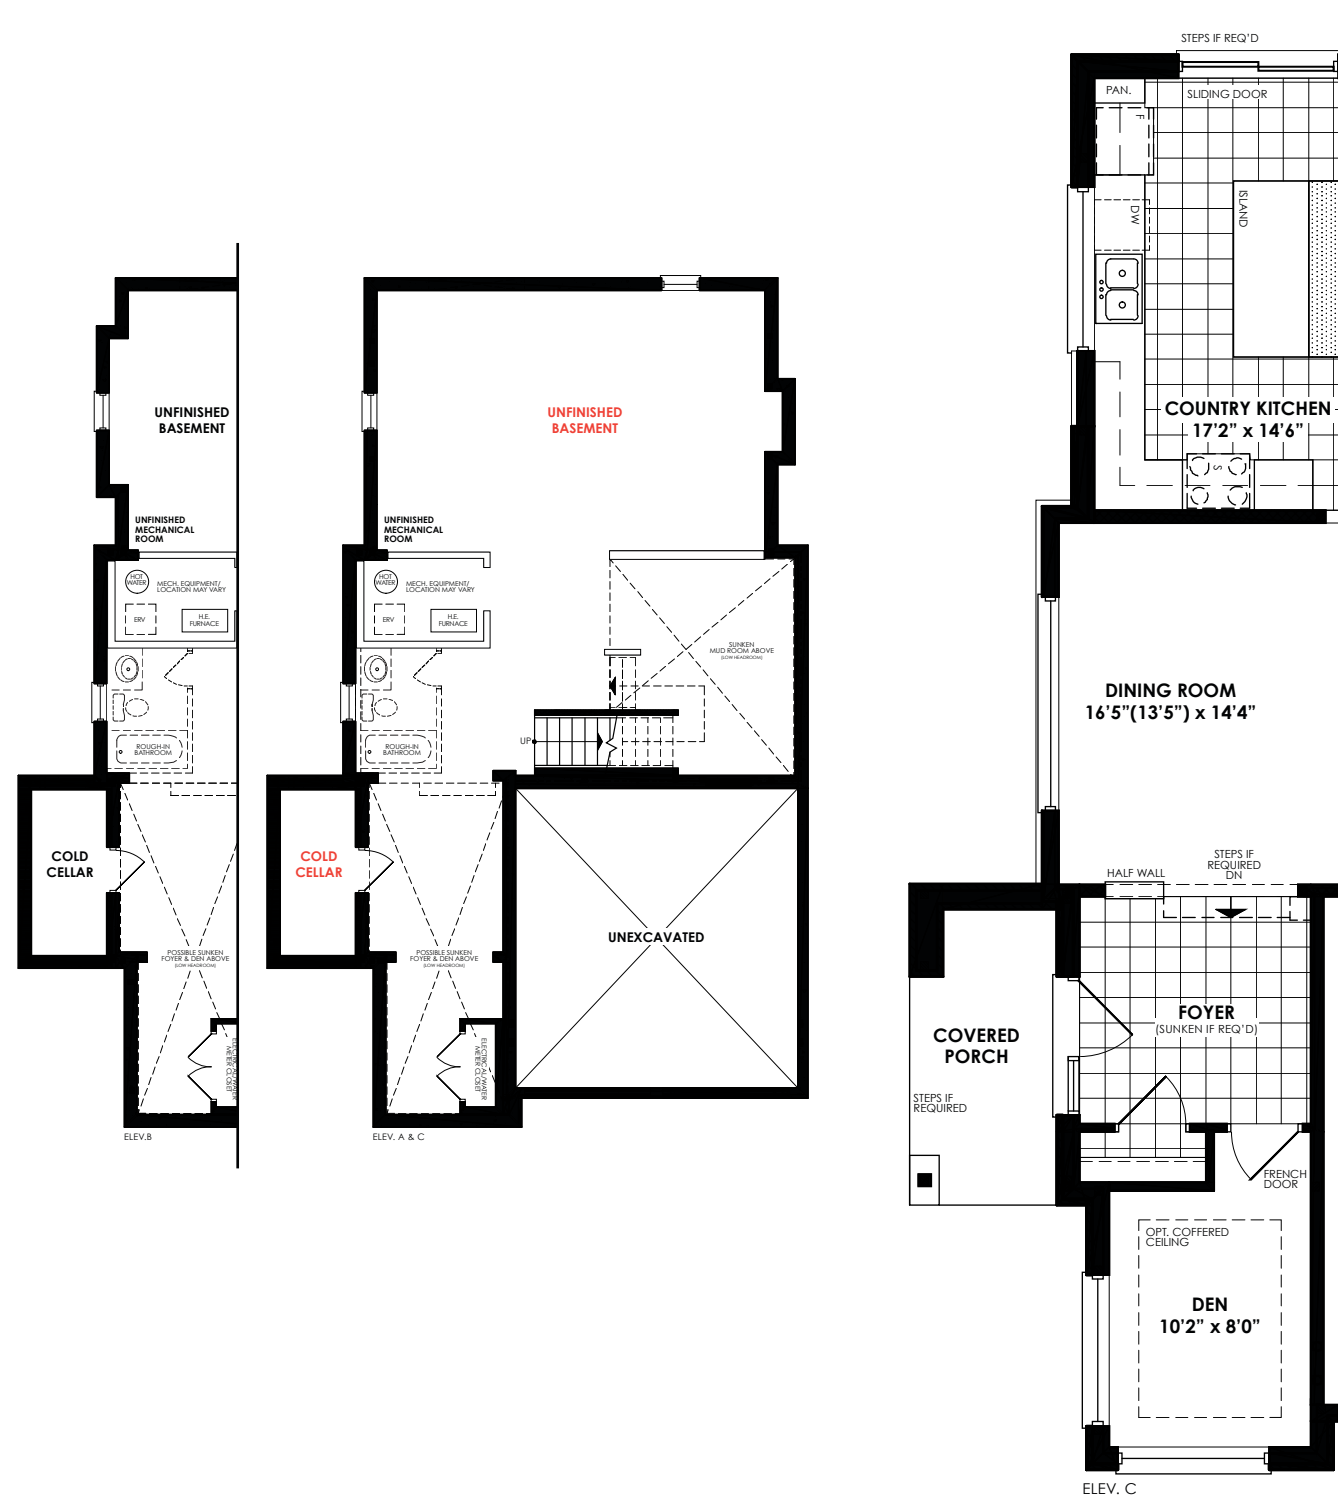 UNFINISHED
BASEMENT
UNFINISHED
MECHANICAL
ROOM
HOT
WATER
MECH. EQUIPMENT/
LOCATION MAY VARY
ERV
H.E.
FURNACE
ROUGH-IN
BATHROOM
COLD
CELLAR
POSSIBLE SUNKEN
FOYER & DEN ABOVE
(LOW HEADROOM)
ELECTRICAL/WATER
METER CLOSET
ELEV.B
UNFINISHED
BASEMENT
UNFINISHED
MECHANICAL
ROOM
HOT
WATER
MECH. EQUIPMENT/
LOCATION MAY VARY
ERV
H.E.
FURNACE
SUNKEN
MUD ROOM ABOVE
(LOW HEADROOM)
UP
ROUGH-IN
BATHROOM
COLD
CELLAR
POSSIBLE SUNKEN
FOYER & DEN ABOVE
(LOW HEADROOM)
UNEXCAVATED
ELECTRICAL/WATER
METER CLOSET
ELEV. A & C
STEPS IF REQ'D
PAN.
SLIDING DOOR
F
DW
ISLAND
COUNTRY KITCHEN
17'2" x 14'6"
S
DINING ROOM
16'5"(13'5") x 14'4"
HALF WALL
STEPS IF
REQUIRED
DN
FOYER
(SUNKEN IF REQ'D)
COVERED
PORCH
STEPS IF
REQUIRED
FRENCH
DOOR
OPT. COFFERED
CEILING
DEN
10'2" x 8'0"
ELEV. C